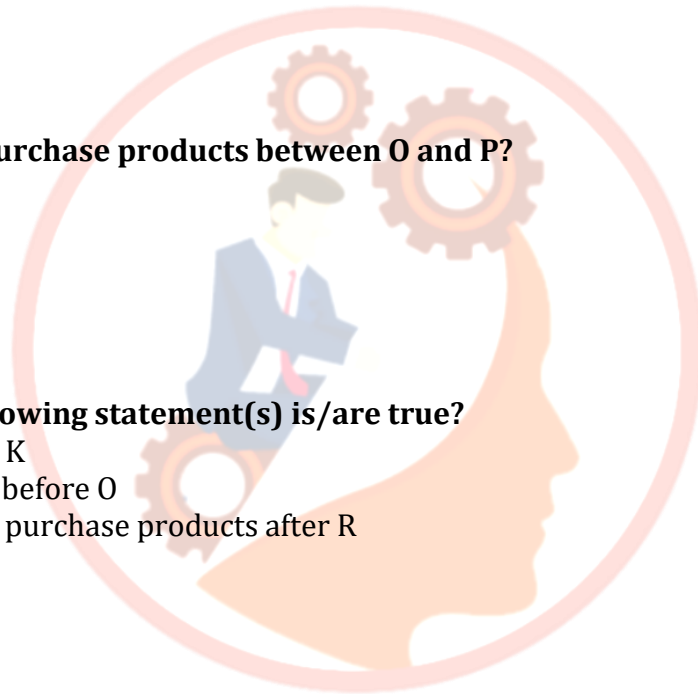 urchase products between O and P?
owing statement(s) is/are true?
K
before O
purchase products after R